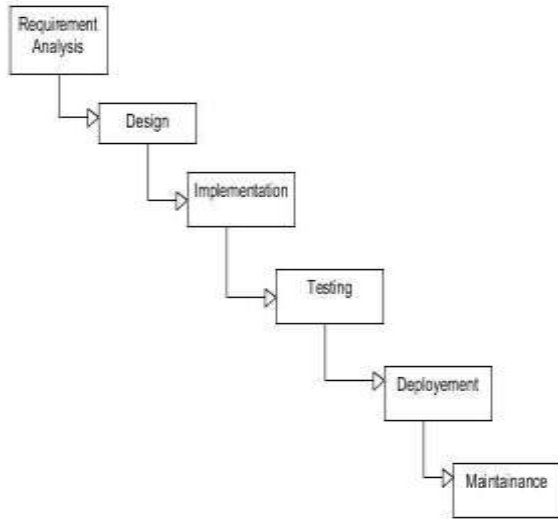 Requirement
Analysis
Design
Implementation
Testing
Deployement
Maintainance